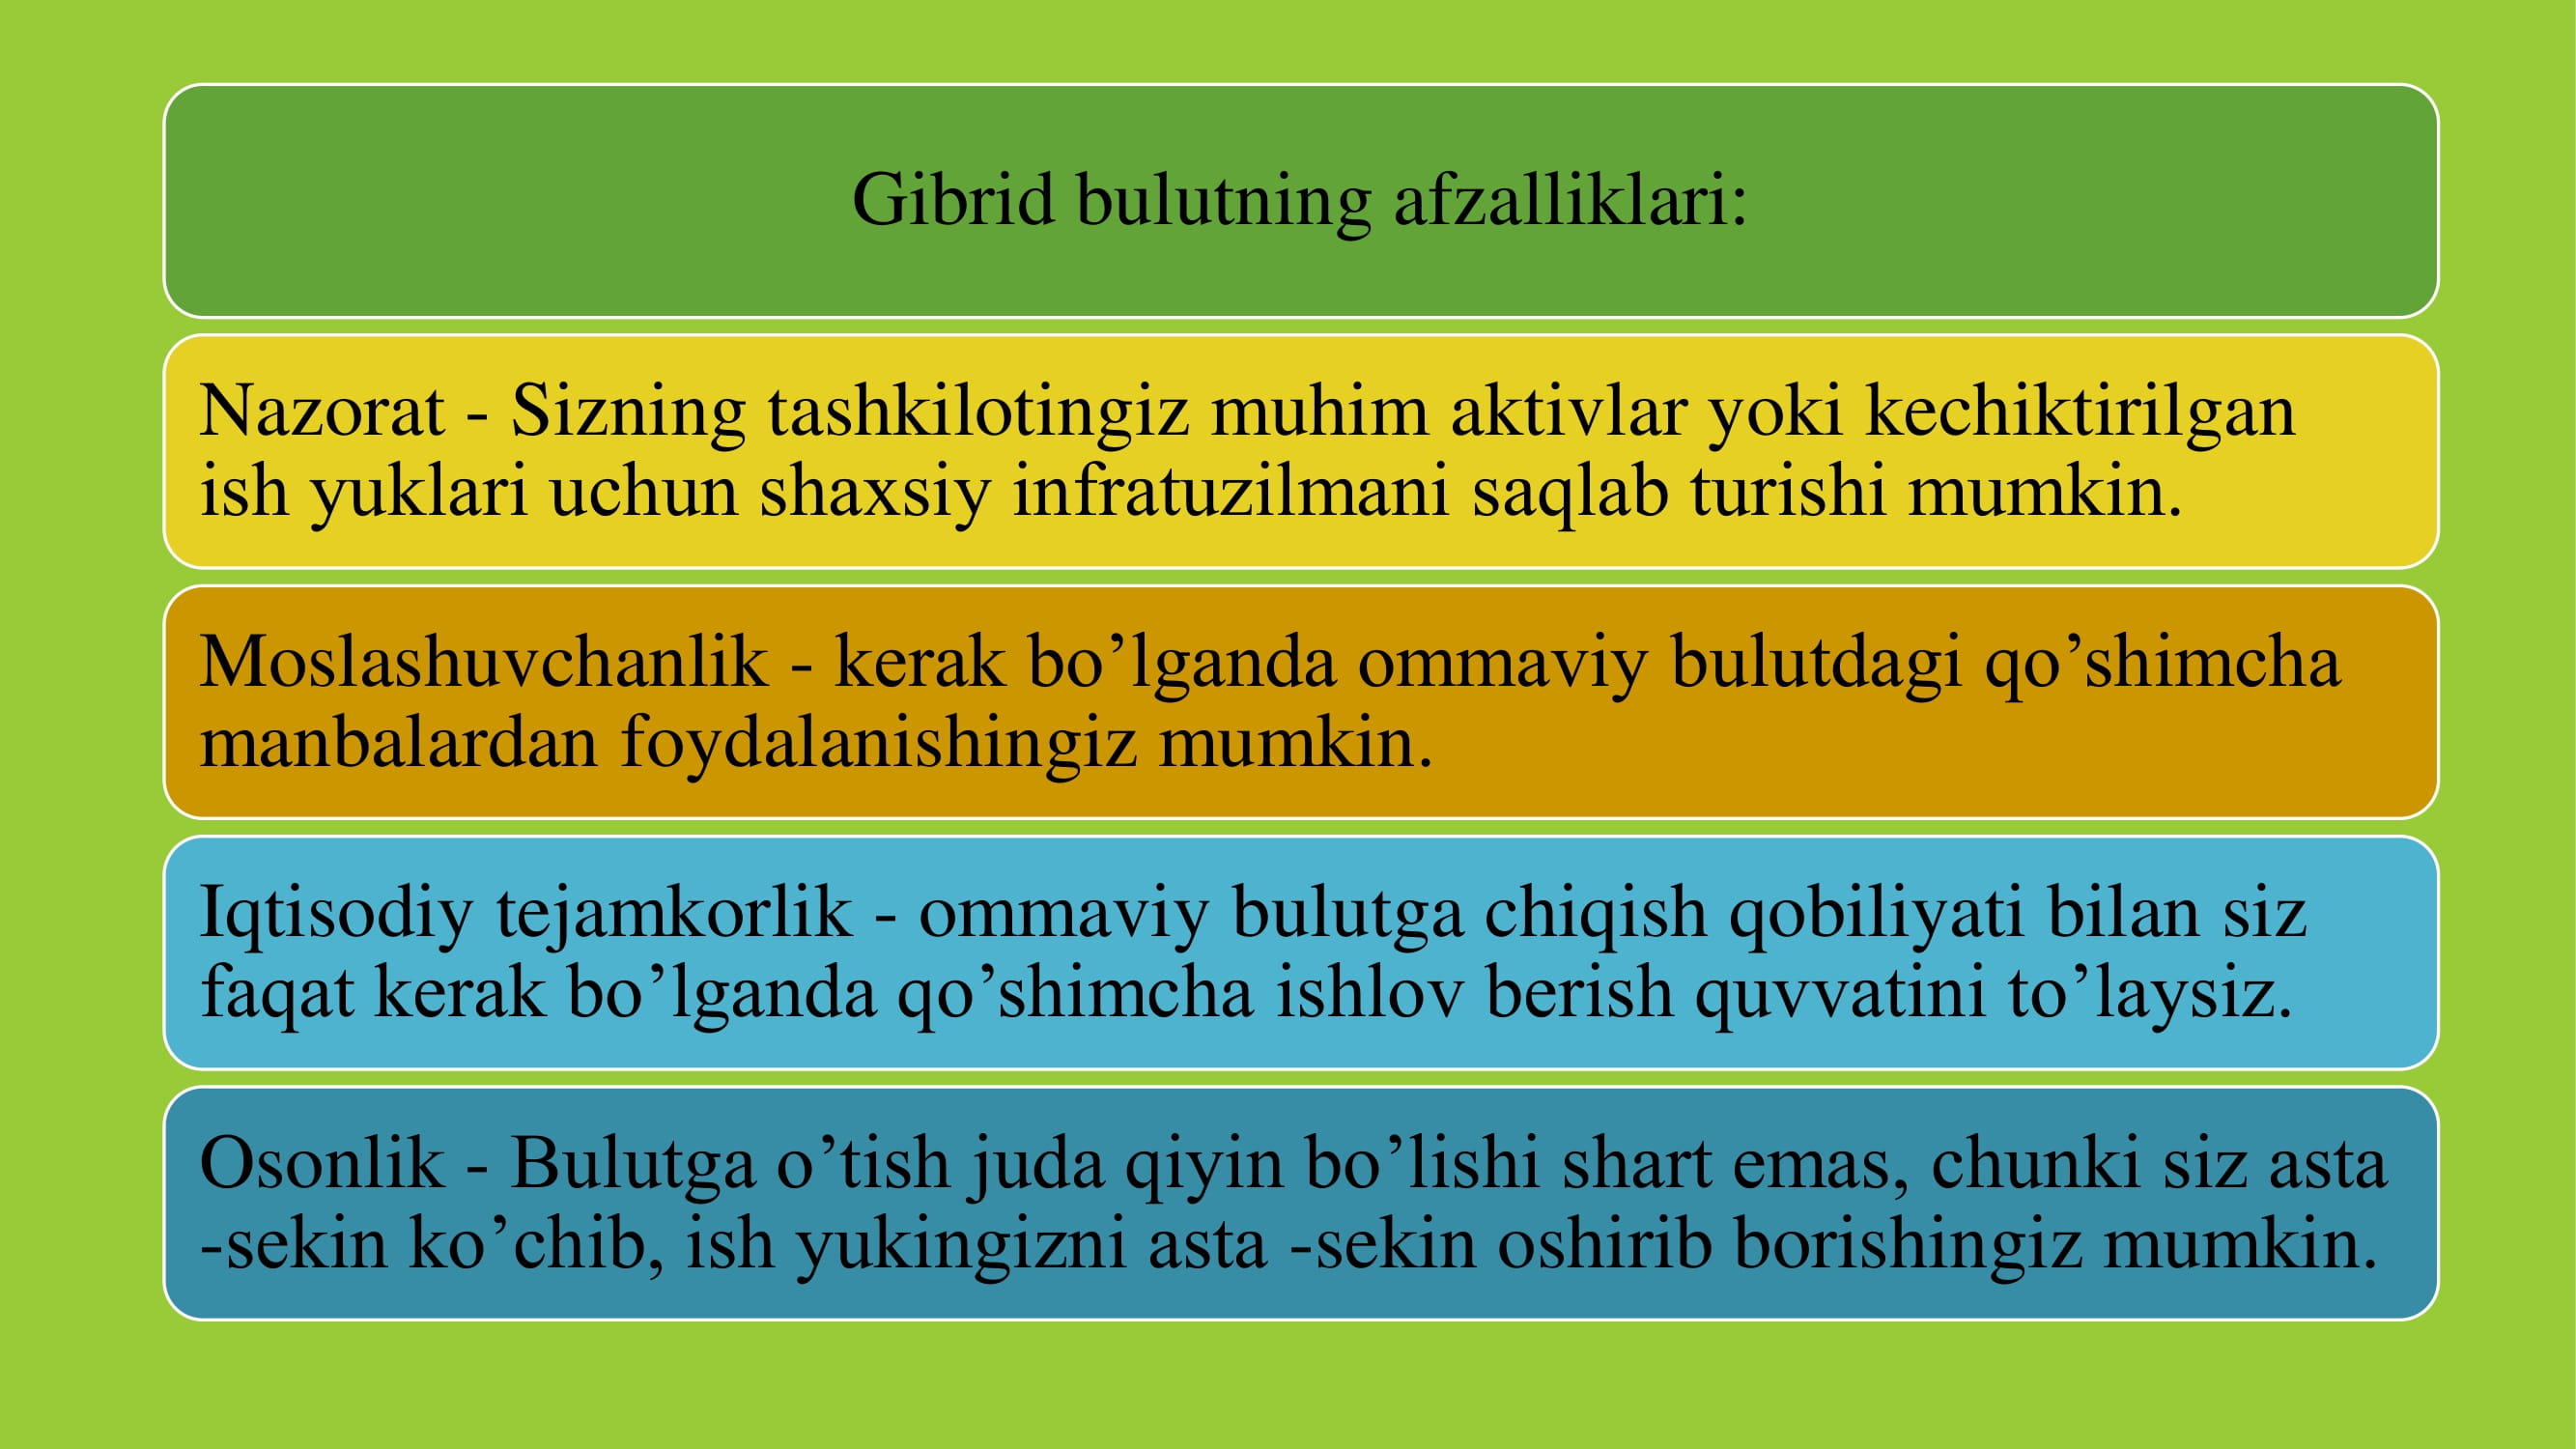 Gibrid bulutning afzalliklari:
Nazorat - Sizning tashkilotingiz muhim aktivlar yoki kechiktirilgan
ish yuklari uchun shaxsiy infratuzilmani saqlab turishi mumkin.
Moslashuvchanlik - kerak bo’lganda ommaviy bulutdagi qo’shimcha
manbalardan foydalanishingiz mumkin.
Iqtisodiy tejamkorlik - ommaviy bulutga chiqish qobiliyati bilan siz
faqat kerak bo’lganda qo’shimcha ishlov berish quvvatini to’laysiz.
Osonlik - Bulutga o’tish juda qiyin bo’lishi shart emas, chunki siz asta
-sekin ko’chib, ish yukingizni asta -sekin oshirib borishingiz mumkin.